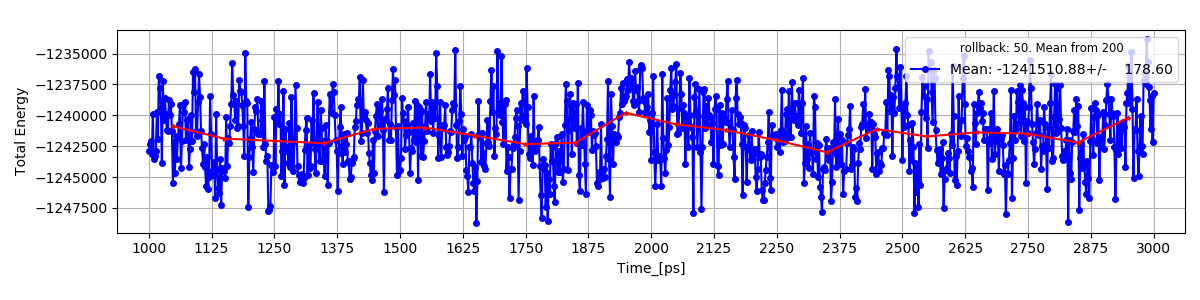 rollback: 50. Mean from 200
Mean: -1241510.88+/- 178.60
Total Energy
−1235000
−1237500
−1240000
−1242500
−1245000
−1247500
1000 1125 1250 1375 1500 1625 1750 1875 2000 2125 2250 2375 2500 2625 2750 2875 3000
Time_[ps]